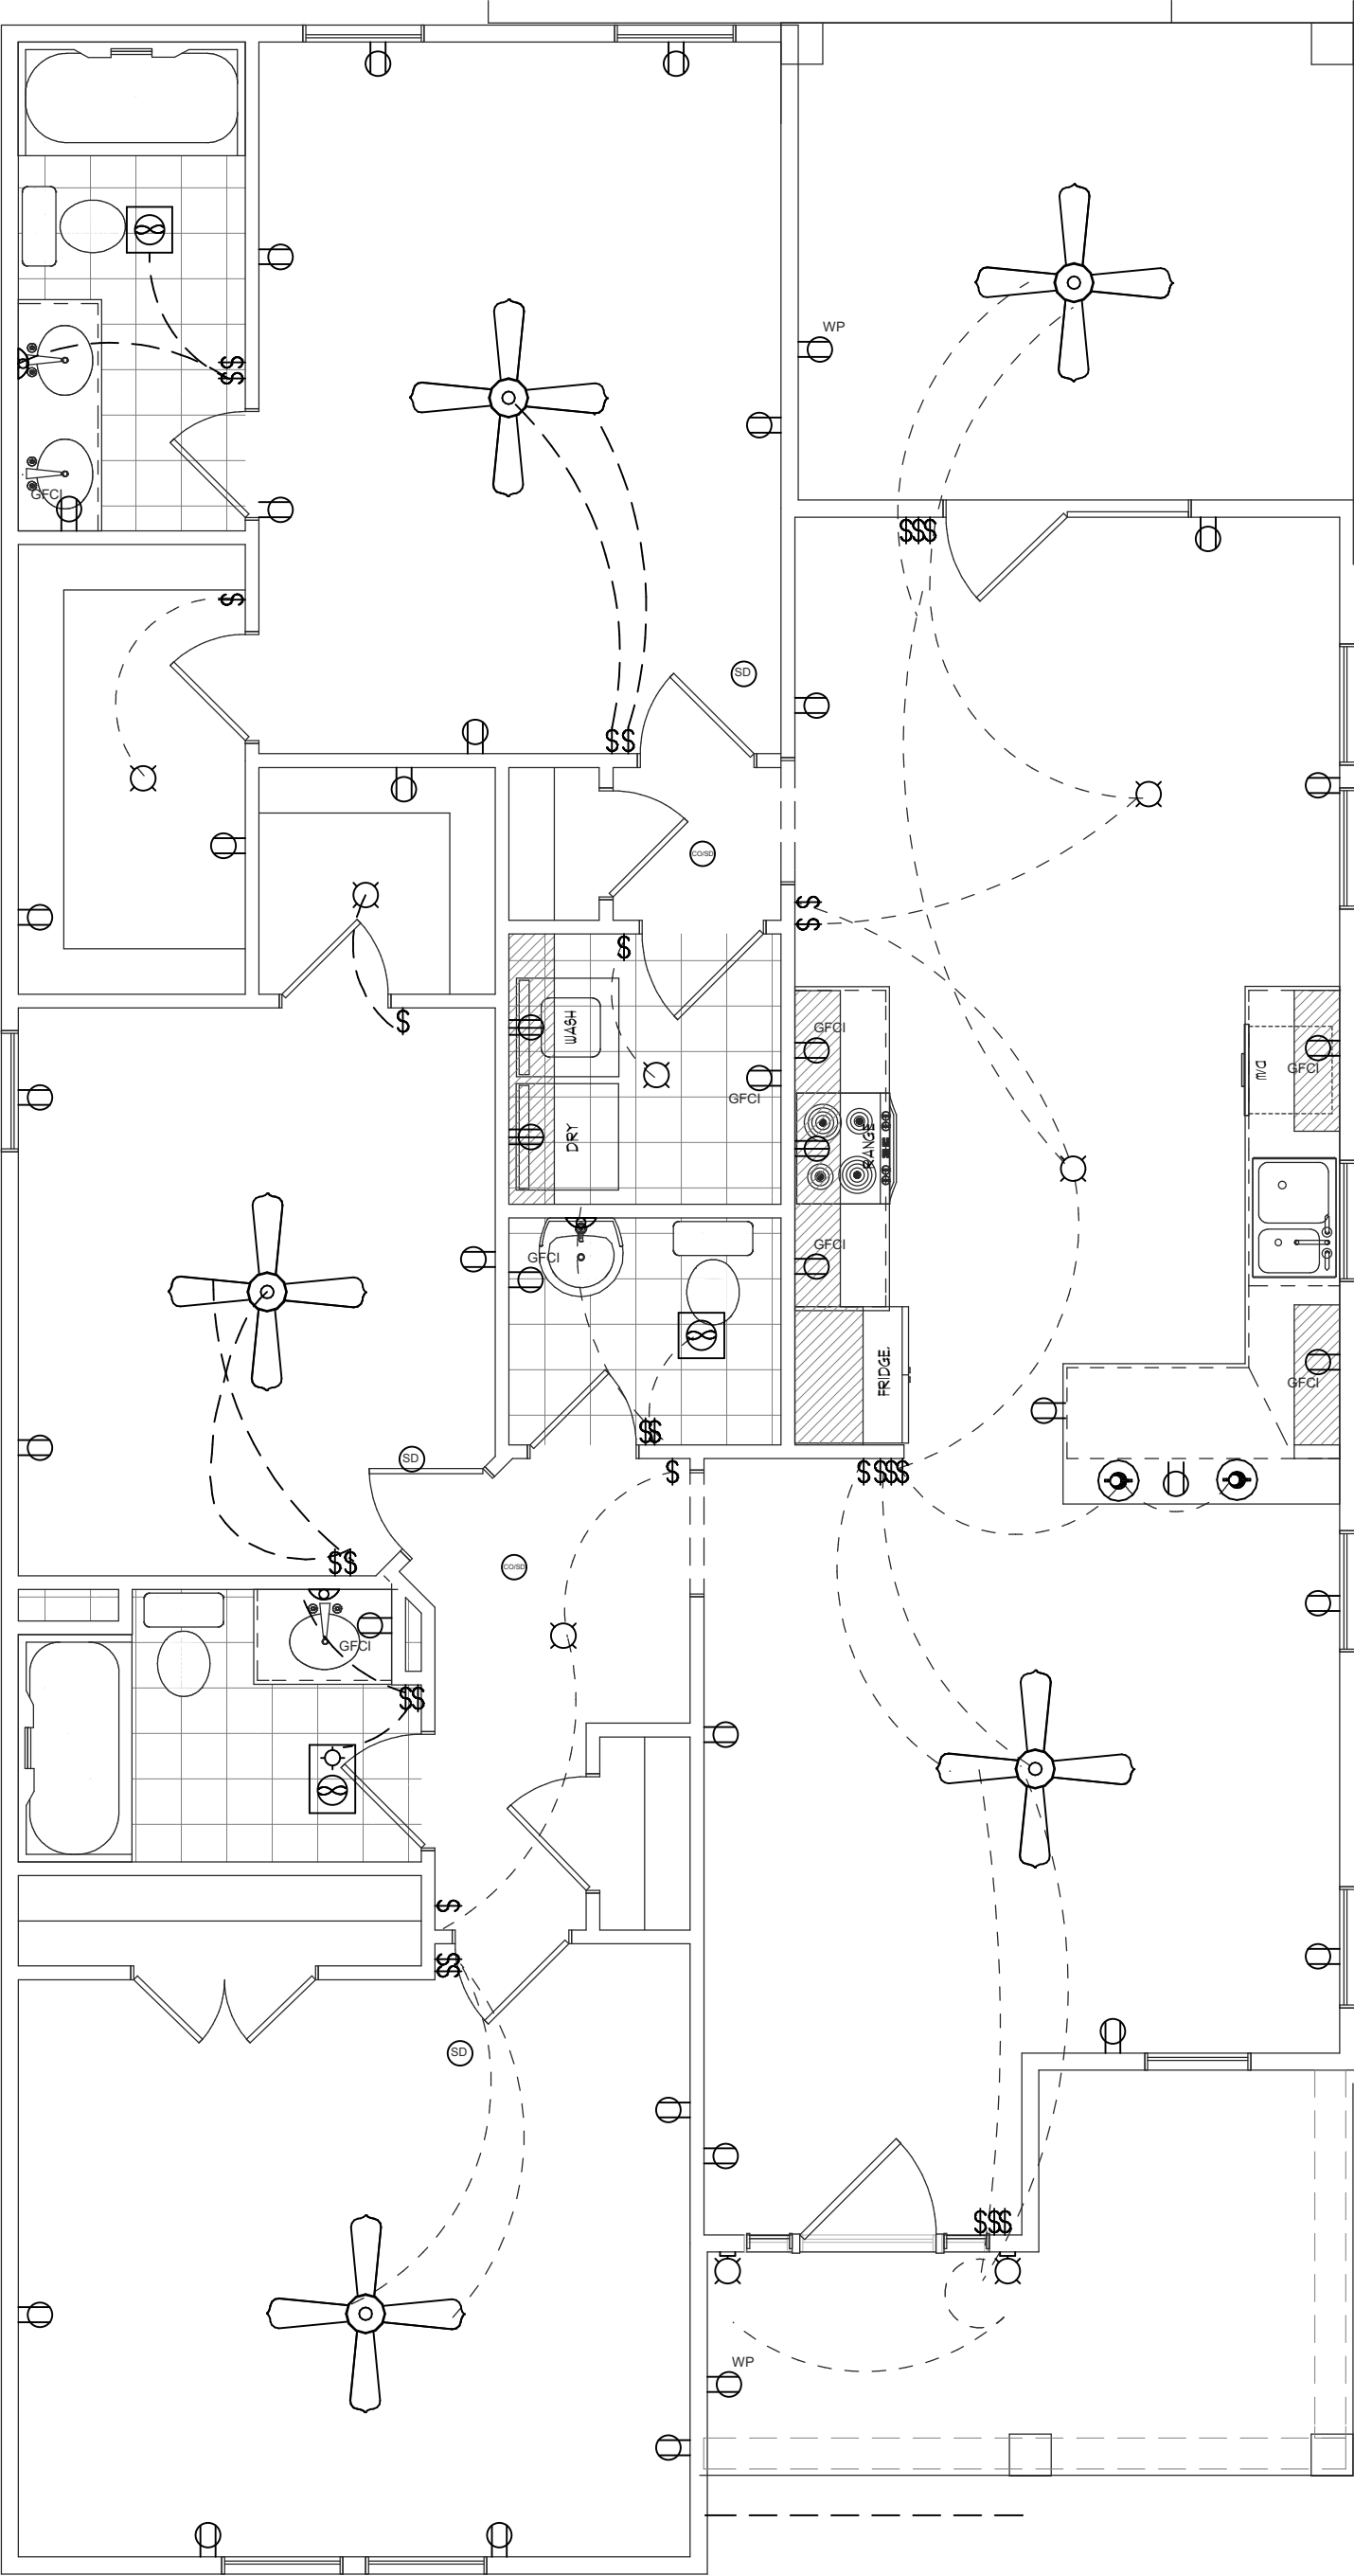 WP
$$
GFCI
$$$
$
SD
$$
CO/SD
$
$
$
$
WASH
GFCI
D/W
GFCI
$
GFCI
DRY
RANGE
GFCI
GFCI
FRIDGE
GFCI
$$
SD
$
$ $$$
$$
CO/SD
GFCI
$$
$
$$
SD
$$$
WP